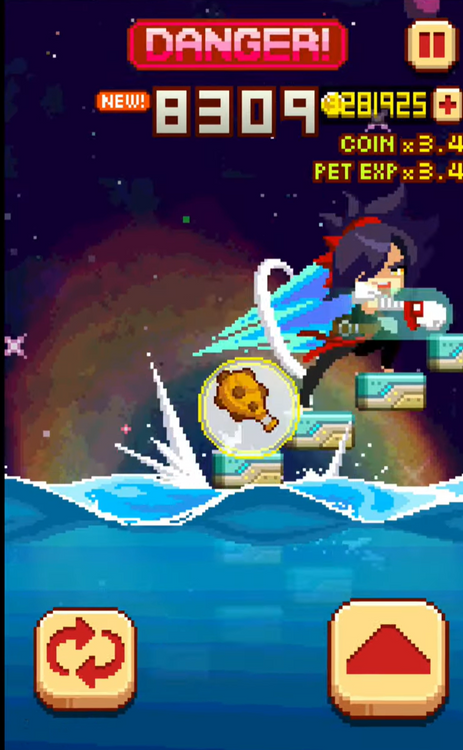 DANGER!
NEW! 8309 281925
COIN x3.4
PET EXP x3.4